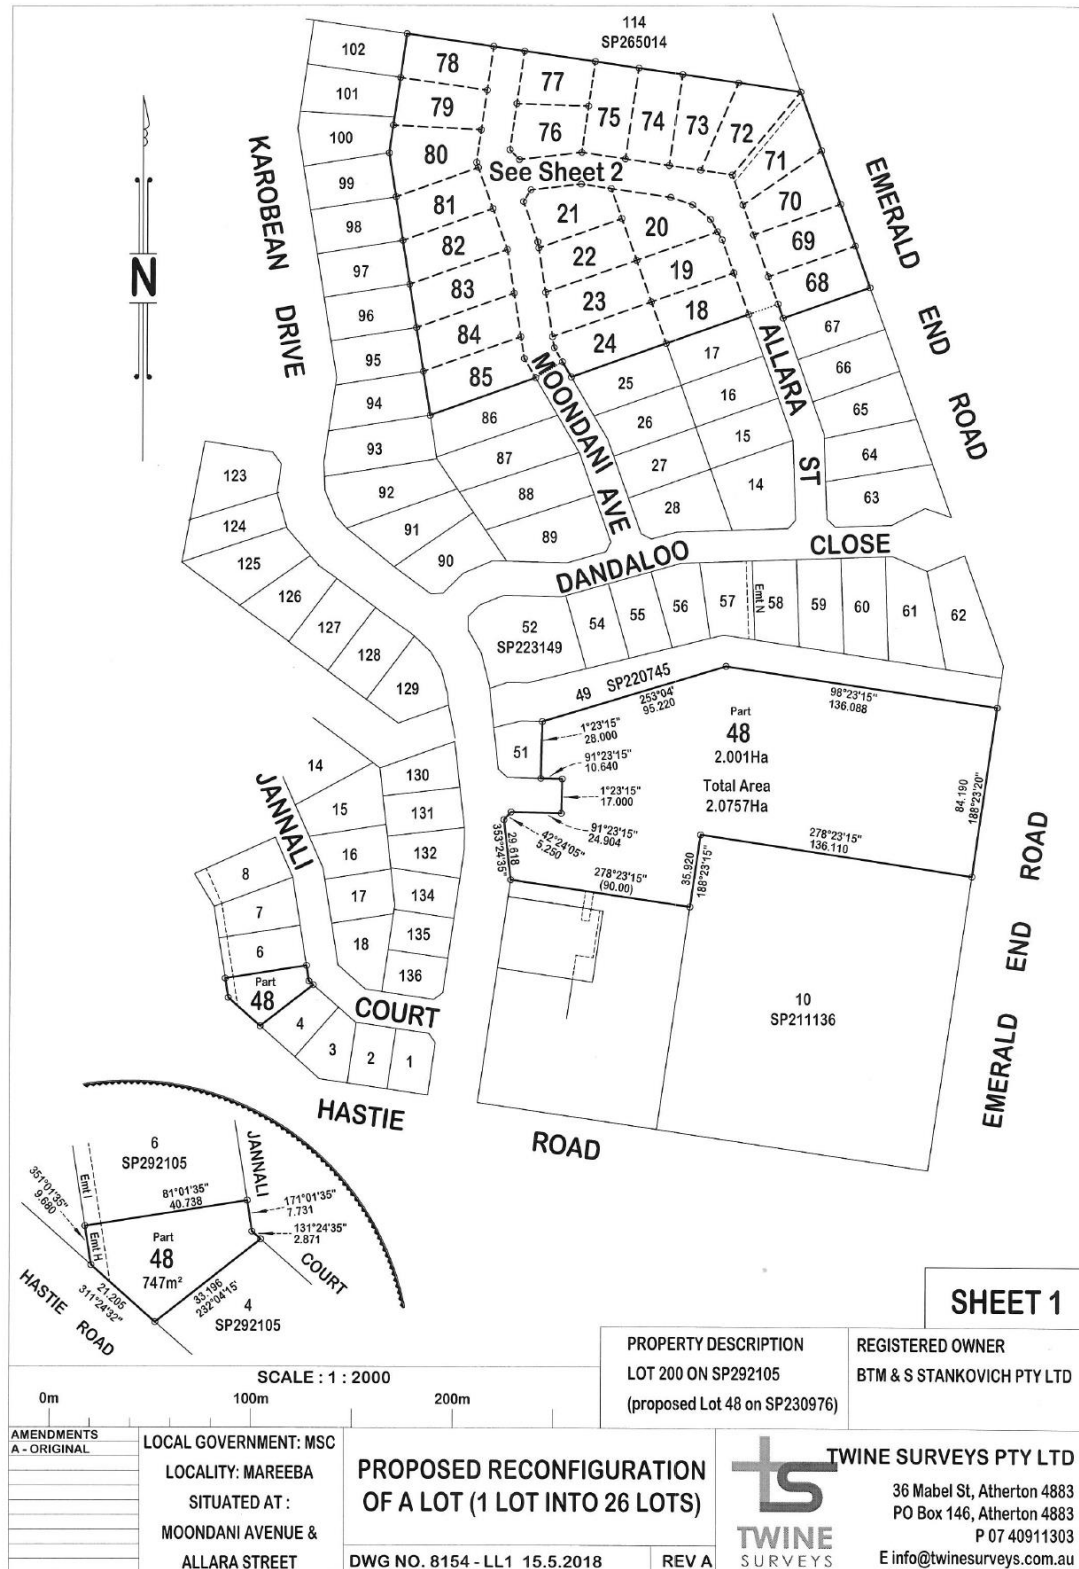 114
SP265014
102
101
100
99
98
97
96
95
94
93
92
91
90
78
79
80
81
82
83
84
85
86
87
88
89
77
76
75
74
73
72
71
70
69
68
67
66
65
64
63
See Sheet 2
21
20
22
19
23
18
24
17
25
16
26
15
27
14
28
KAROBEAN DRIVE
EMERALD END ROAD
MOONDANI AVE
ALLARA ST
DANDALOO CLOSE
N
123
124
125
126
127
128
129
52
SP223149
54
55
56
57
Emt N
58
59
60
61
62
49 SP220745
253°04'
95.220
98°23'15"
136.088
Part
48
2.001Ha
Total Area
2.0757Ha
51
1°23'15"
28.000
91°23'15"
10.640
1°23'15"
17.000
91°23'15"
24.904
42°24'05"
5.250
29.618
353°24'35"
278°23'15"
(90.00)
35.920
188°23'15"
278°23'15"
136.110
84.190
188°23'20"
EMERALD END ROAD
10
SP211136
JANNALI
COURT
14
15
16
17
18
130
131
132
134
135
136
8
7
6
Part
48
4
3
2
1
HASTIE ROAD
6
SP292105
JANNALI
COURT
351°01'35"
9.680
Emt I
Emt H
81°01'35"
40.738
171°01'35"
7.731
131°24'35"
2.871
Part
48
747m²
33.196
232°04'15'
21.205
311°24'32"
4
SP292105
HASTIE ROAD
SHEET 1
PROPERTY DESCRIPTION
LOT 200 ON SP292105
(proposed Lot 48 on SP230976)
REGISTERED OWNER
BTM & S STANKOVICH PTY LTD
SCALE : 1 : 2000
0m 100m 200m
AMENDMENTS
A - ORIGINAL
LOCAL GOVERNMENT: MSC
LOCALITY: MAREEBA
SITUATED AT :
MOONDANI AVENUE &
ALLARA STREET
PROPOSED RECONFIGURATION
OF A LOT (1 LOT INTO 26 LOTS)
DWG NO. 8154 - LL1 15.5.2018
REV A
TWINE
SURVEYS
TWINE SURVEYS PTY LTD
36 Mabel St, Atherton 4883
PO Box 146, Atherton 4883
P 07 40911303
E info@twinesurveys.com.au